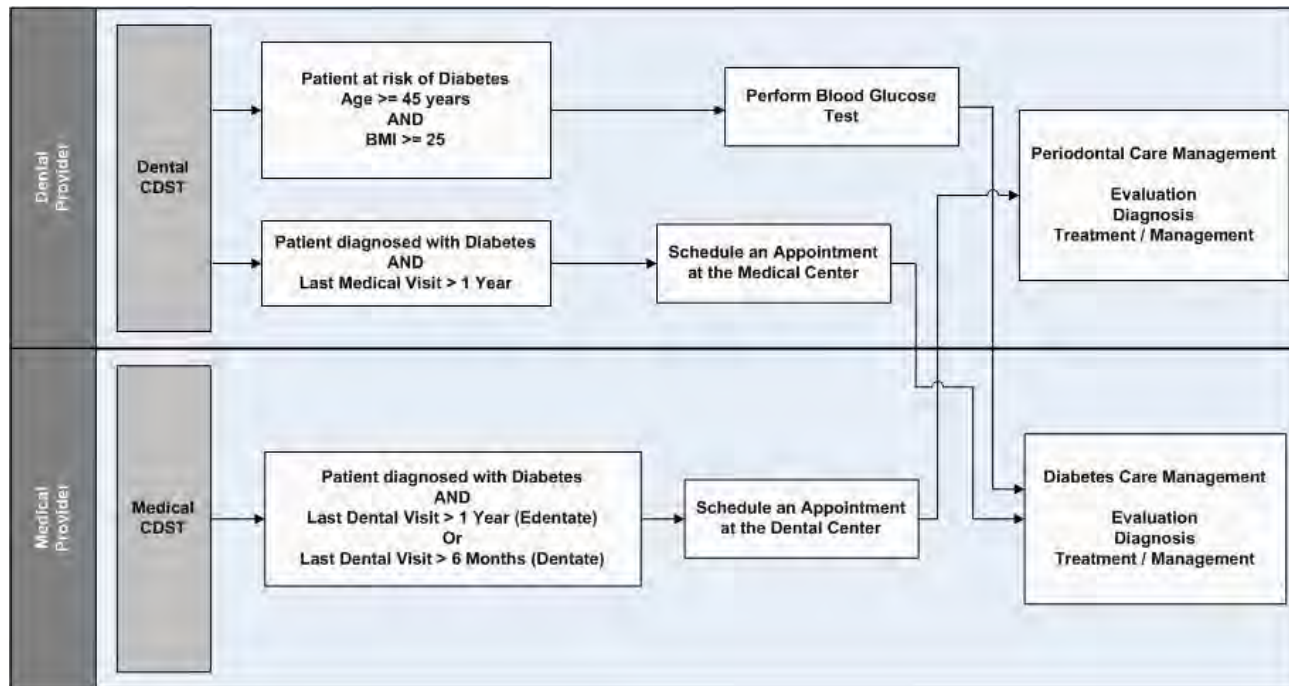 Dental
Provider
Dental
CDST
Patient at risk of Diabetes
Age >= 45 years
AND
BMI >= 25
Perform Blood Glucose
Test
Patient diagnosed with Diabetes
AND
Last Medical Visit > 1 Year
Schedule an Appointment
at the Medical Center
Periodontal Care Management
Evaluation
Diagnosis
Treatment / Management
Medical
Provider
Medical
CDST
Patient diagnosed with Diabetes
AND
Last Dental Visit > 1 Year (Edentate)
Or
Last Dental Visit > 6 Months (Dentate)
Schedule an Appointment
at the Dental Center
Diabetes Care Management
Evaluation
Diagnosis
Treatment / Management